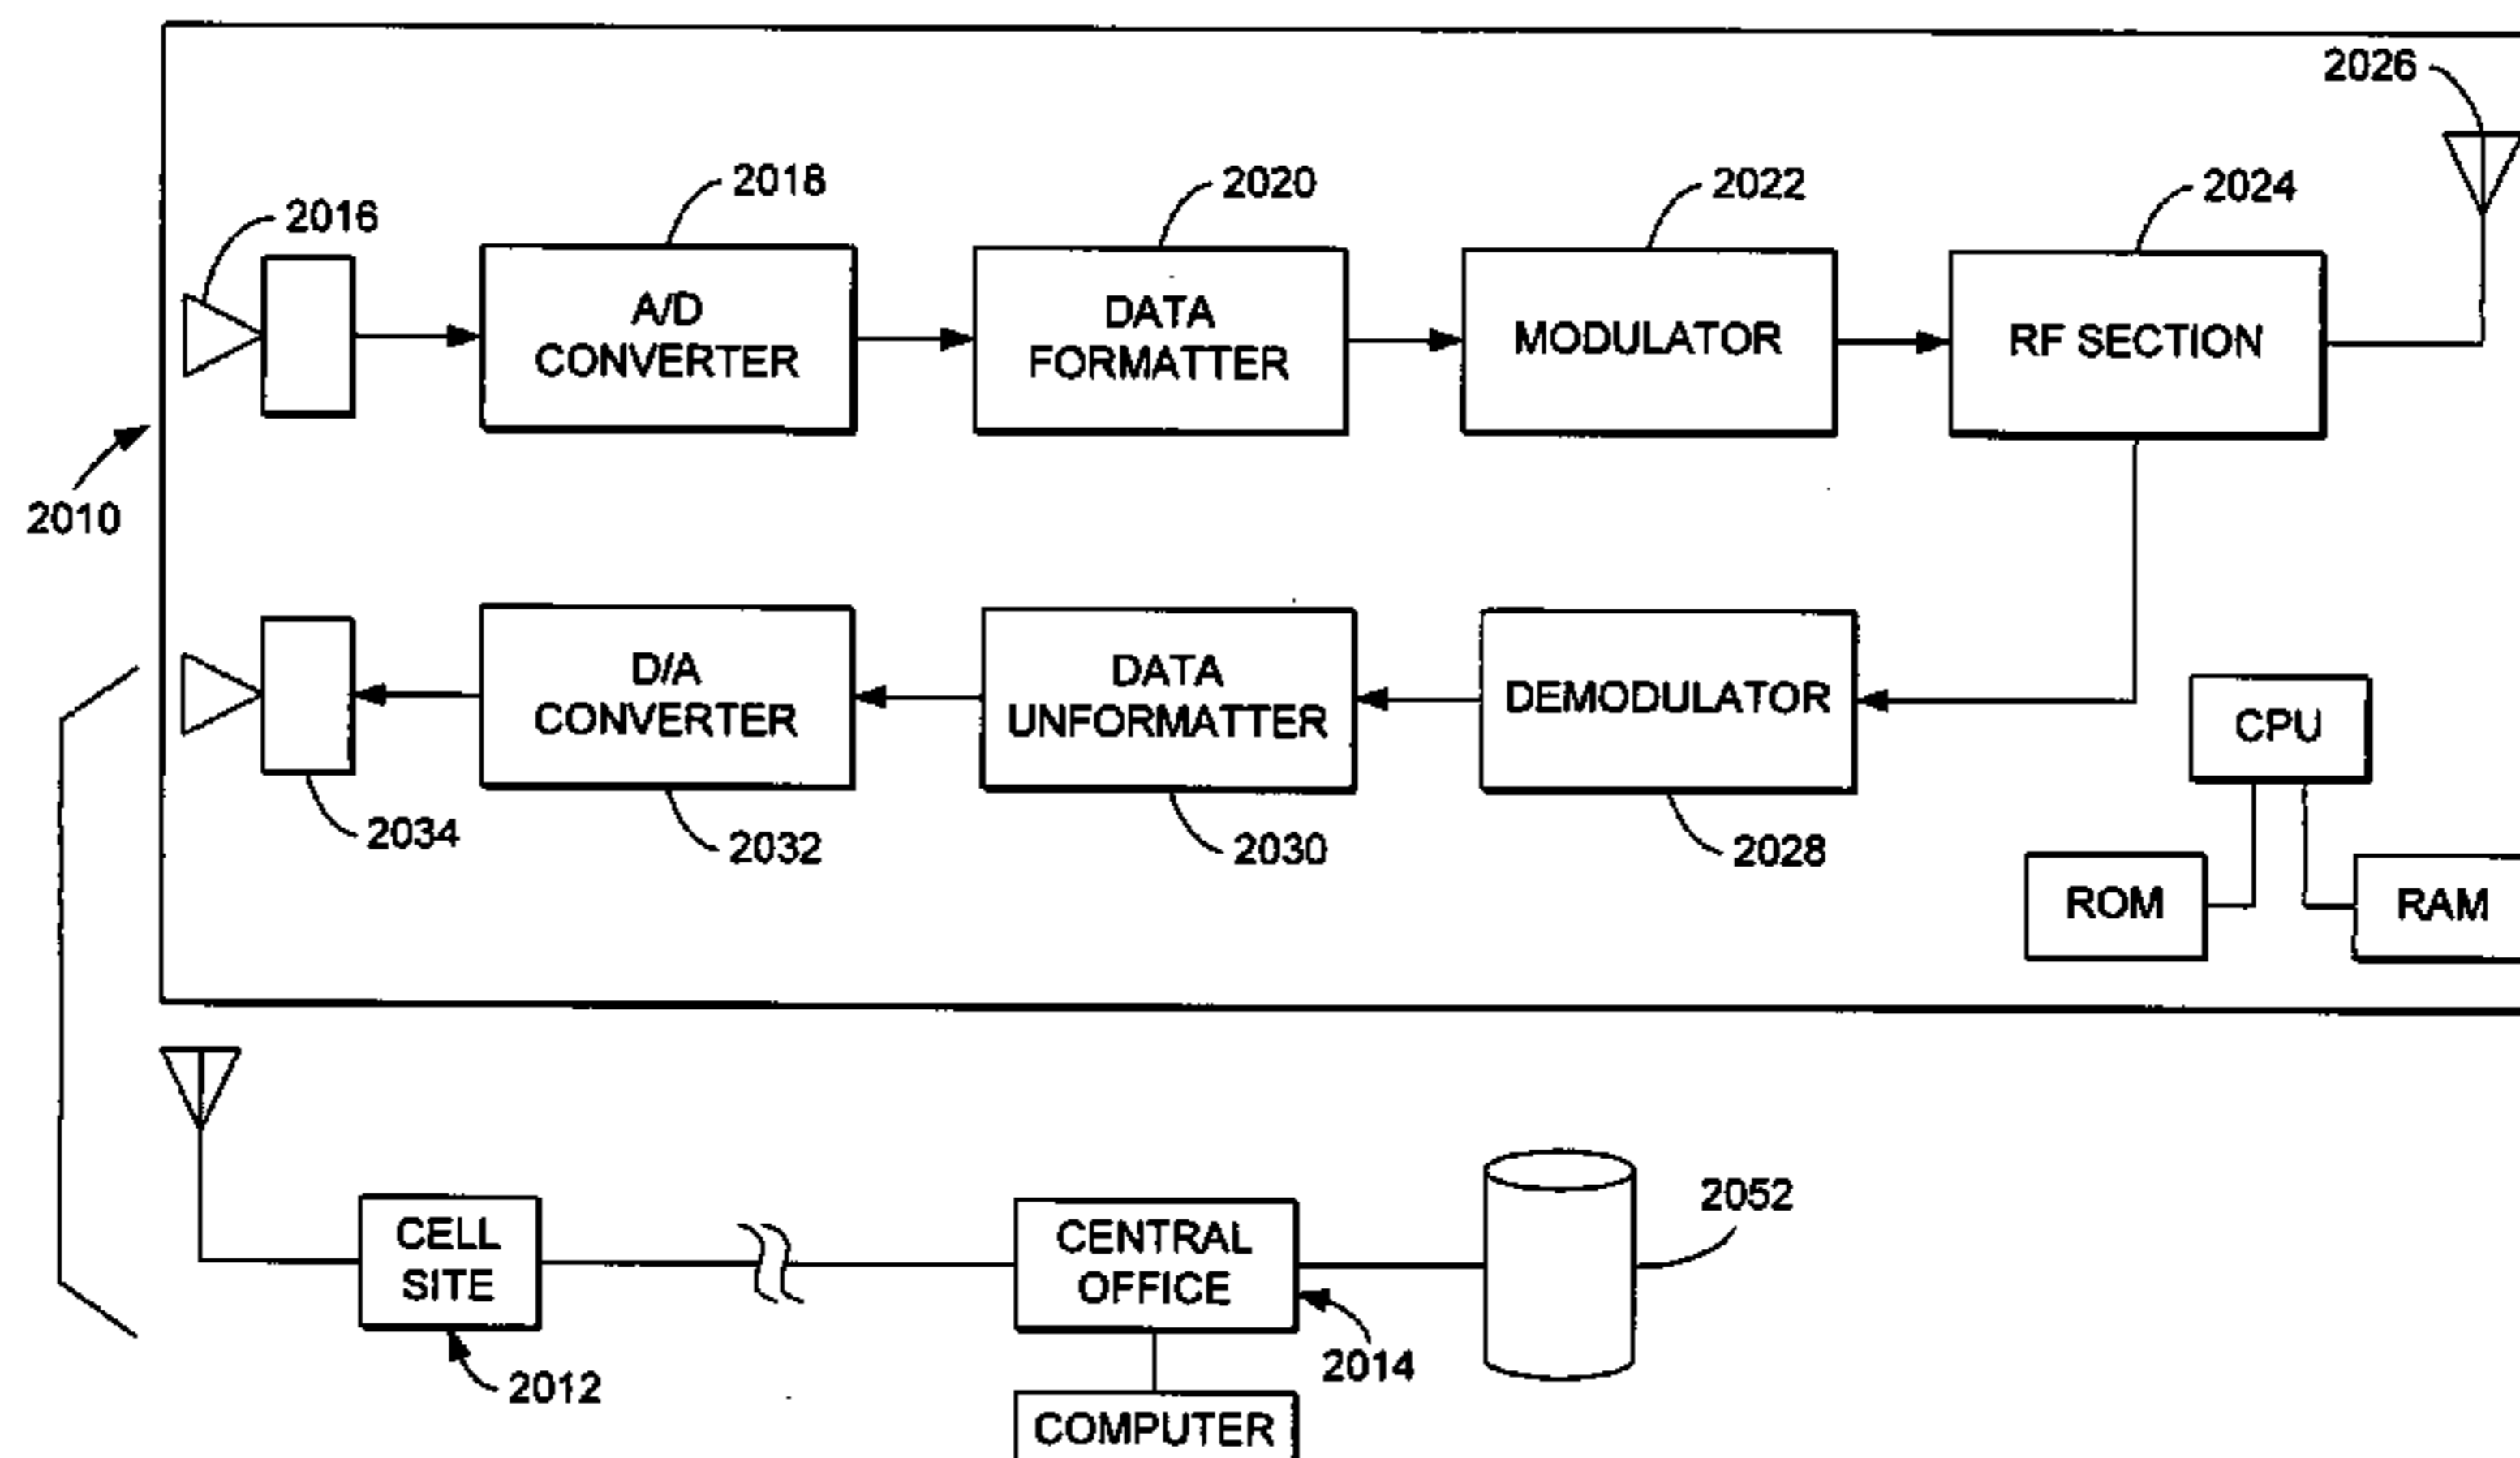 2026
2018
2020
2022
2024
2016
A/D
CONVERTER
DATA
FORMATTER
MODULATOR
RF SECTION
2010
D/A
CONVERTER
DATA
UNFORMATTER
DEMODULATOR
CPU
2034
2032
2030
2028
ROM
RAM
CELL
SITE
CENTRAL
OFFICE
2052
2012
2014
COMPUTER